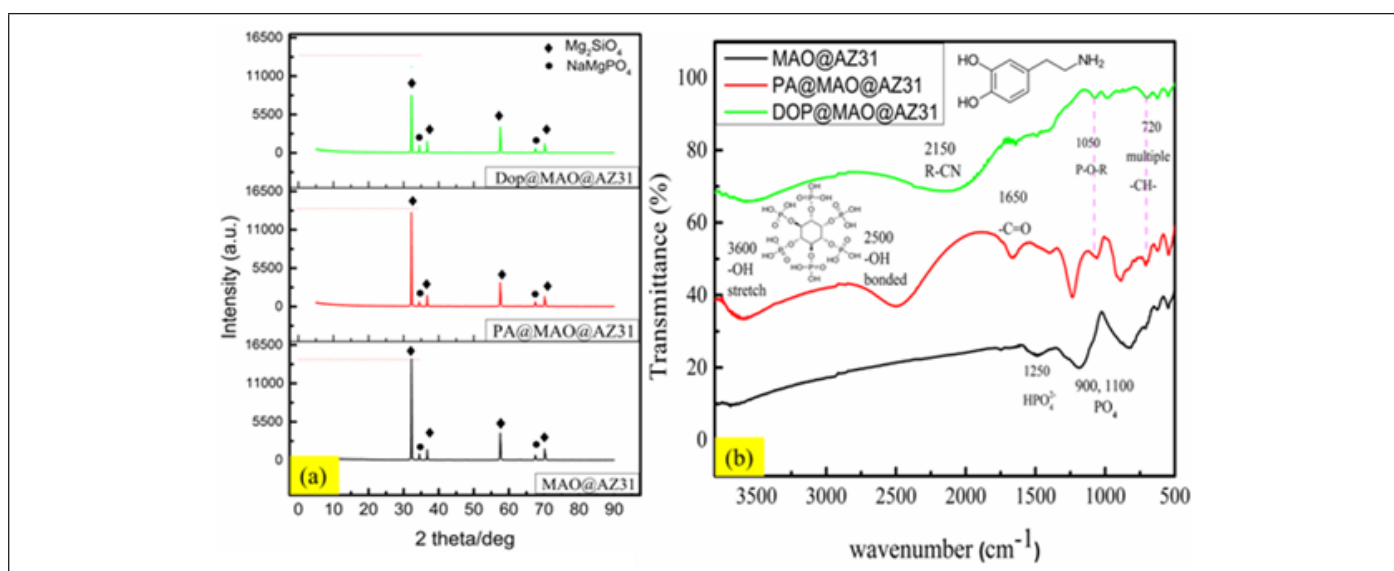 16500
11000
5500
0
Mg₂SiO₄
NaMgPO₄
Dop@MAO@AZ31
16500
11000
5500
0
PA@MAO@AZ31
16500
11000
5500
0
MAO@AZ31
Intensity (a.u.)
0 10 20 30 40 50 60 70 80 90
2 theta/deg
(a)
MAO@AZ31
PA@MAO@AZ31
DOP@MAO@AZ31
HO
HO
NH₂
100
80
60
40
20
0
Transmittance (%)
2150
R-CN
1050
P-O-R
720
multiple
-CH-
1650
-C=O
3600
-OH
stretch
2500
-OH
bonded
1250
HPO₄²⁻
900, 1100
PO₄
3500 3000 2500 2000 1500 1000 500
wavenumber (cm⁻¹)
(b)